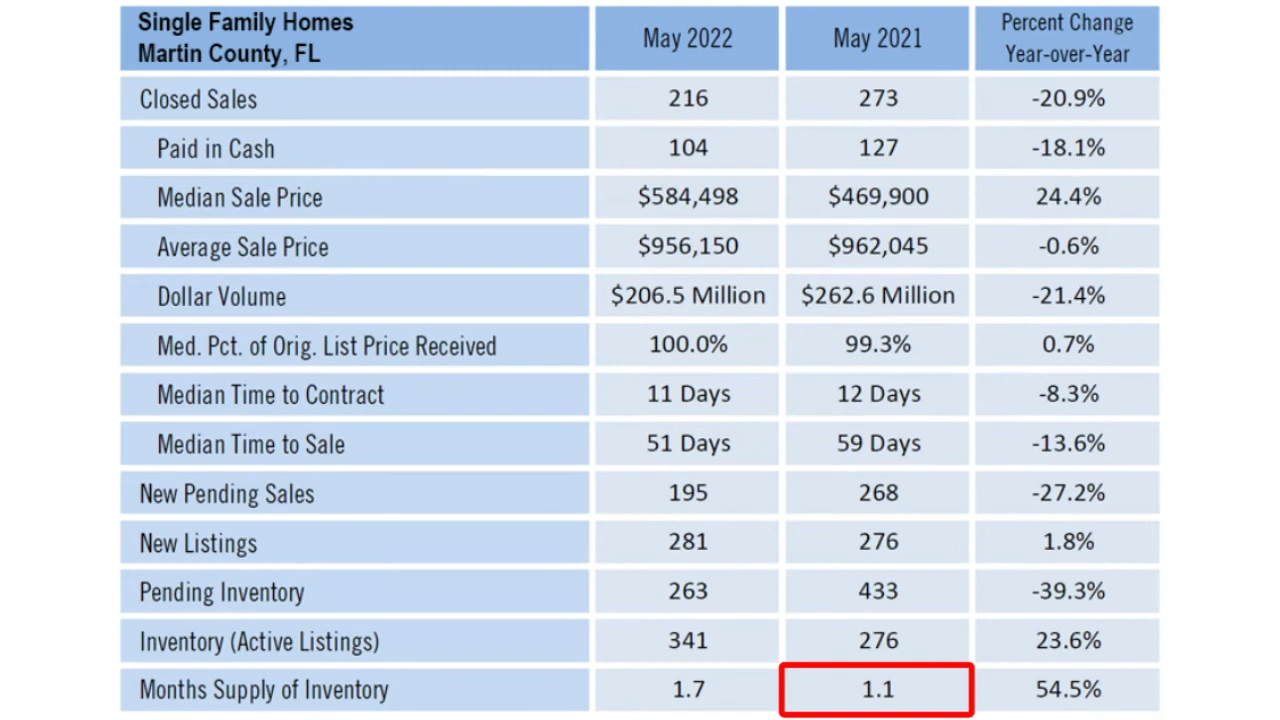 Single Family Homes
Martin County, FL
May 2022
May 2021
Percent Change
Year-over-Year
Closed Sales 216 273 -20.9%
Paid in Cash 104 127 -18.1%
Median Sale Price $584,498 $469,900 24.4%
Average Sale Price $956,150 $962,045 -0.6%
Dollar Volume $206.5 Million $262.6 Million -21.4%
Med. Pct. of Orig. List Price Received 100.0% 99.3% 0.7%
Median Time to Contract 11 Days 12 Days -8.3%
Median Time to Sale 51 Days 59 Days -13.6%
New Pending Sales 195 268 -27.2%
New Listings 281 276 1.8%
Pending Inventory 263 433 -39.3%
Inventory (Active Listings) 341 276 23.6%
Months Supply of Inventory 1.7 1.1 54.5%